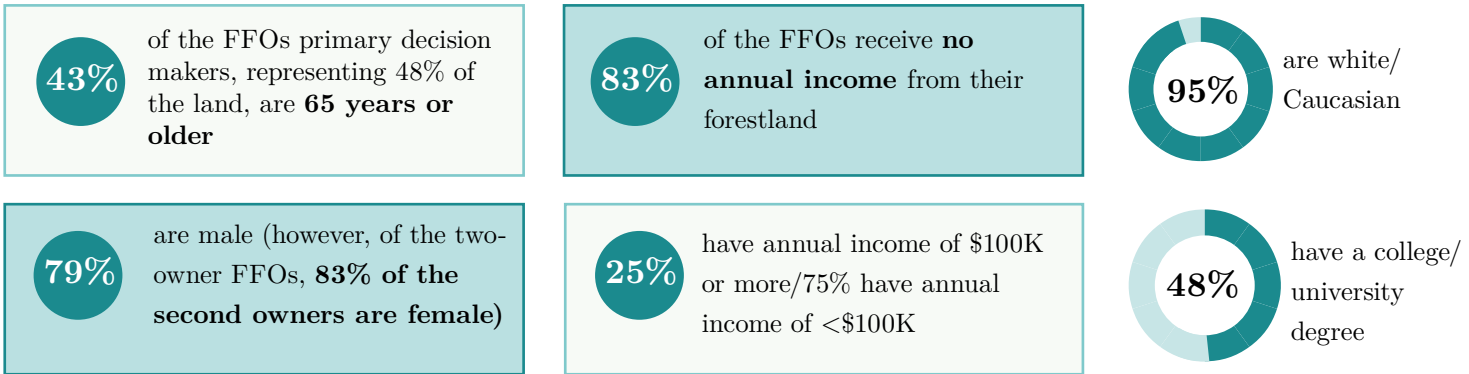 43%
of the FFOs primary decision
makers, representing 48% of
the land, are 65 years or
older
83%
of the FFOs receive no
annual income from their
forestland
95%
are white/
Caucasian
79%
are male (however, of the two-
owner FFOs, 83% of the
second owners are female)
25%
have annual income of $100K
or more/75% have annual
income of <$100K
48%
have a college/
university
degree